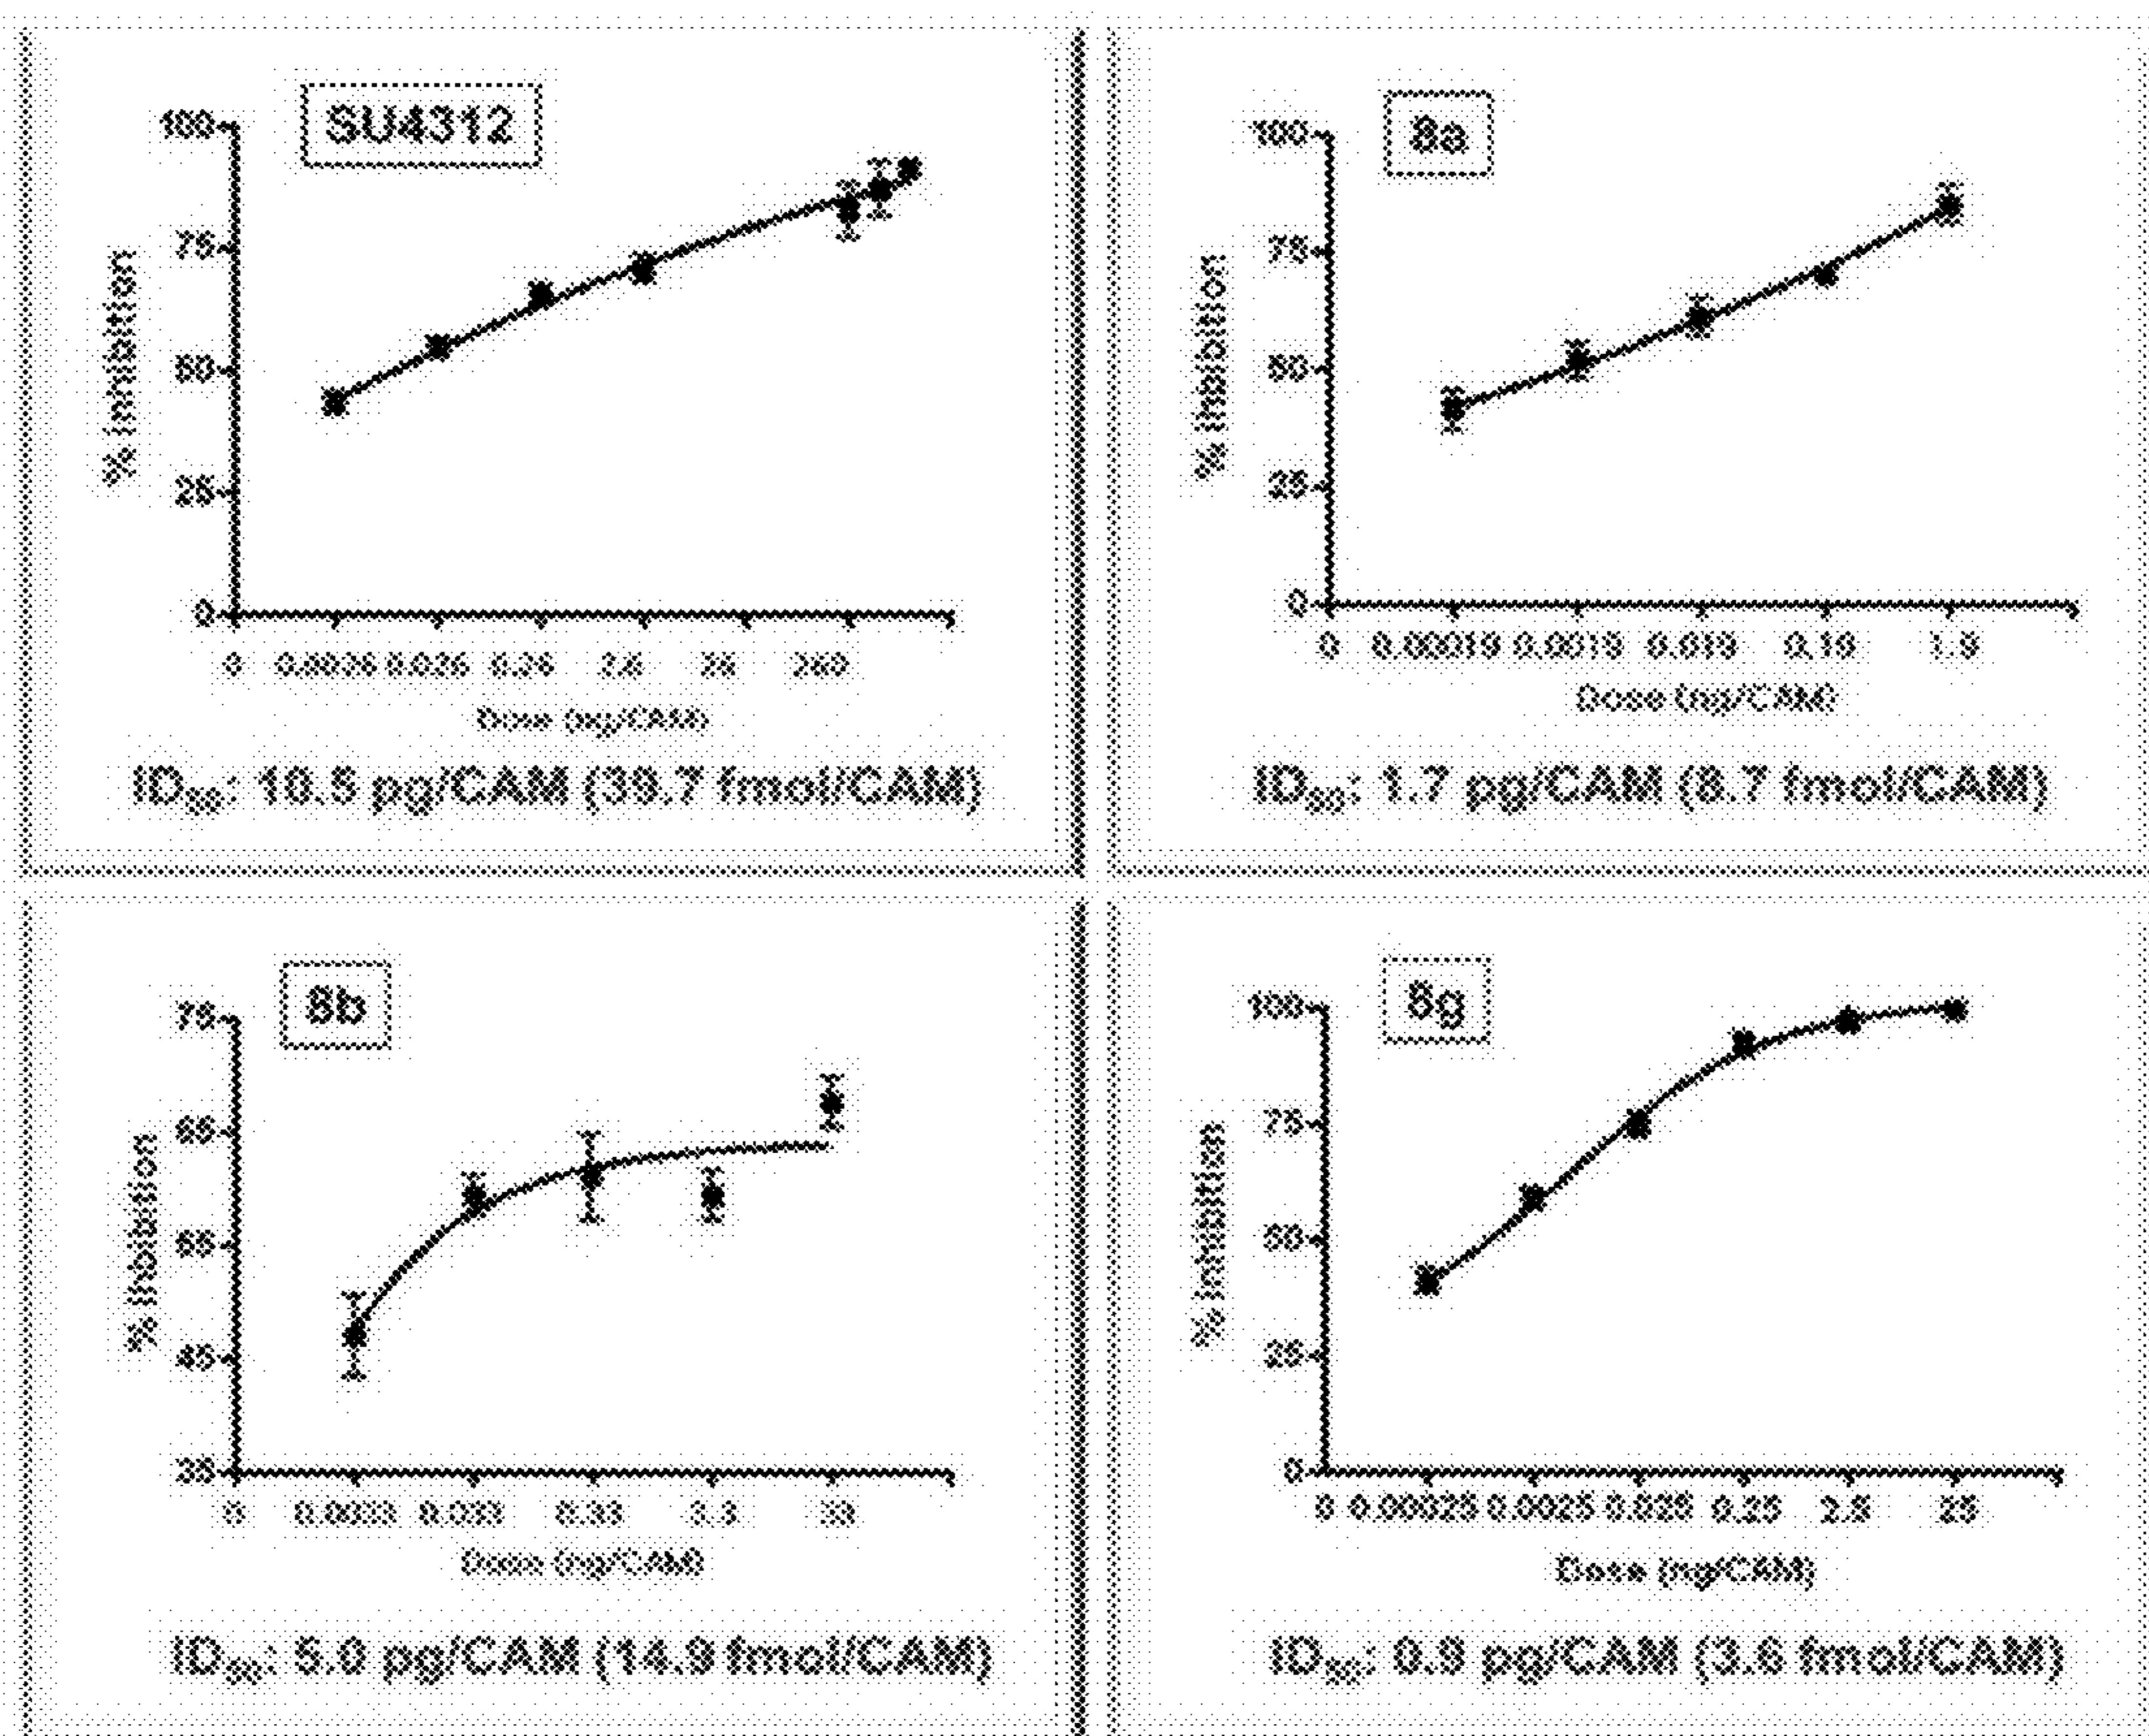 SU4312
100
75
50
25
0
% inhibition
0 0.0026 0.026 0.26 2.6 26 260
Dose (ng/CAM)
ID50: 10.5 pg/CAM (39.7 fmol/CAM)
8a
100
75
50
25
0
% inhibition
0 0.00019 0.0019 0.019 0.19 1.9
Dose (ng/CAM)
ID50: 1.7 pg/CAM (8.7 fmol/CAM)
8b
75
65
55
45
35
% inhibition
0 0.0033 0.033 0.33 3.3 33
Dose (ng/CAM)
ID50: 5.0 pg/CAM (14.9 fmol/CAM)
8g
100
75
50
25
0
% inhibition
0 0.00025 0.0025 0.025 0.25 2.5 25
Dose (ng/CAM)
ID50: 0.9 pg/CAM (3.6 fmol/CAM)